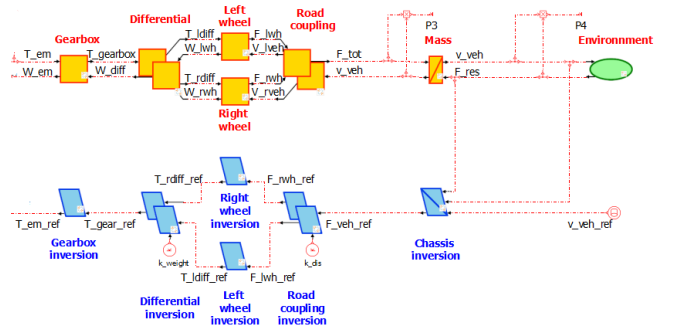 Differential
Left
wheel
Road
coupling
P3
P4
Gearbox
Mass
Environnment
T_em
T_gearbox
T_ldiff
F_lwh
W_lwh
V_lveh
F_tot
v_veh
W_em
W_diff
T_rdiff
F_rwh
v_veh
F_res
W_rwh
V_rveh
Right
wheel
T_rdiff_ref
F_rwh_ref
Right
wheel
inversion
T_em_ref
T_gear_ref
F_veh_ref
v_veh_ref
Gearbox
inversion
Chassis
inversion
k_weight
k_dis
T_ldiff_ref
F_lwh_ref
Differential
inversion
Left
wheel
inversion
Road
coupling
inversion